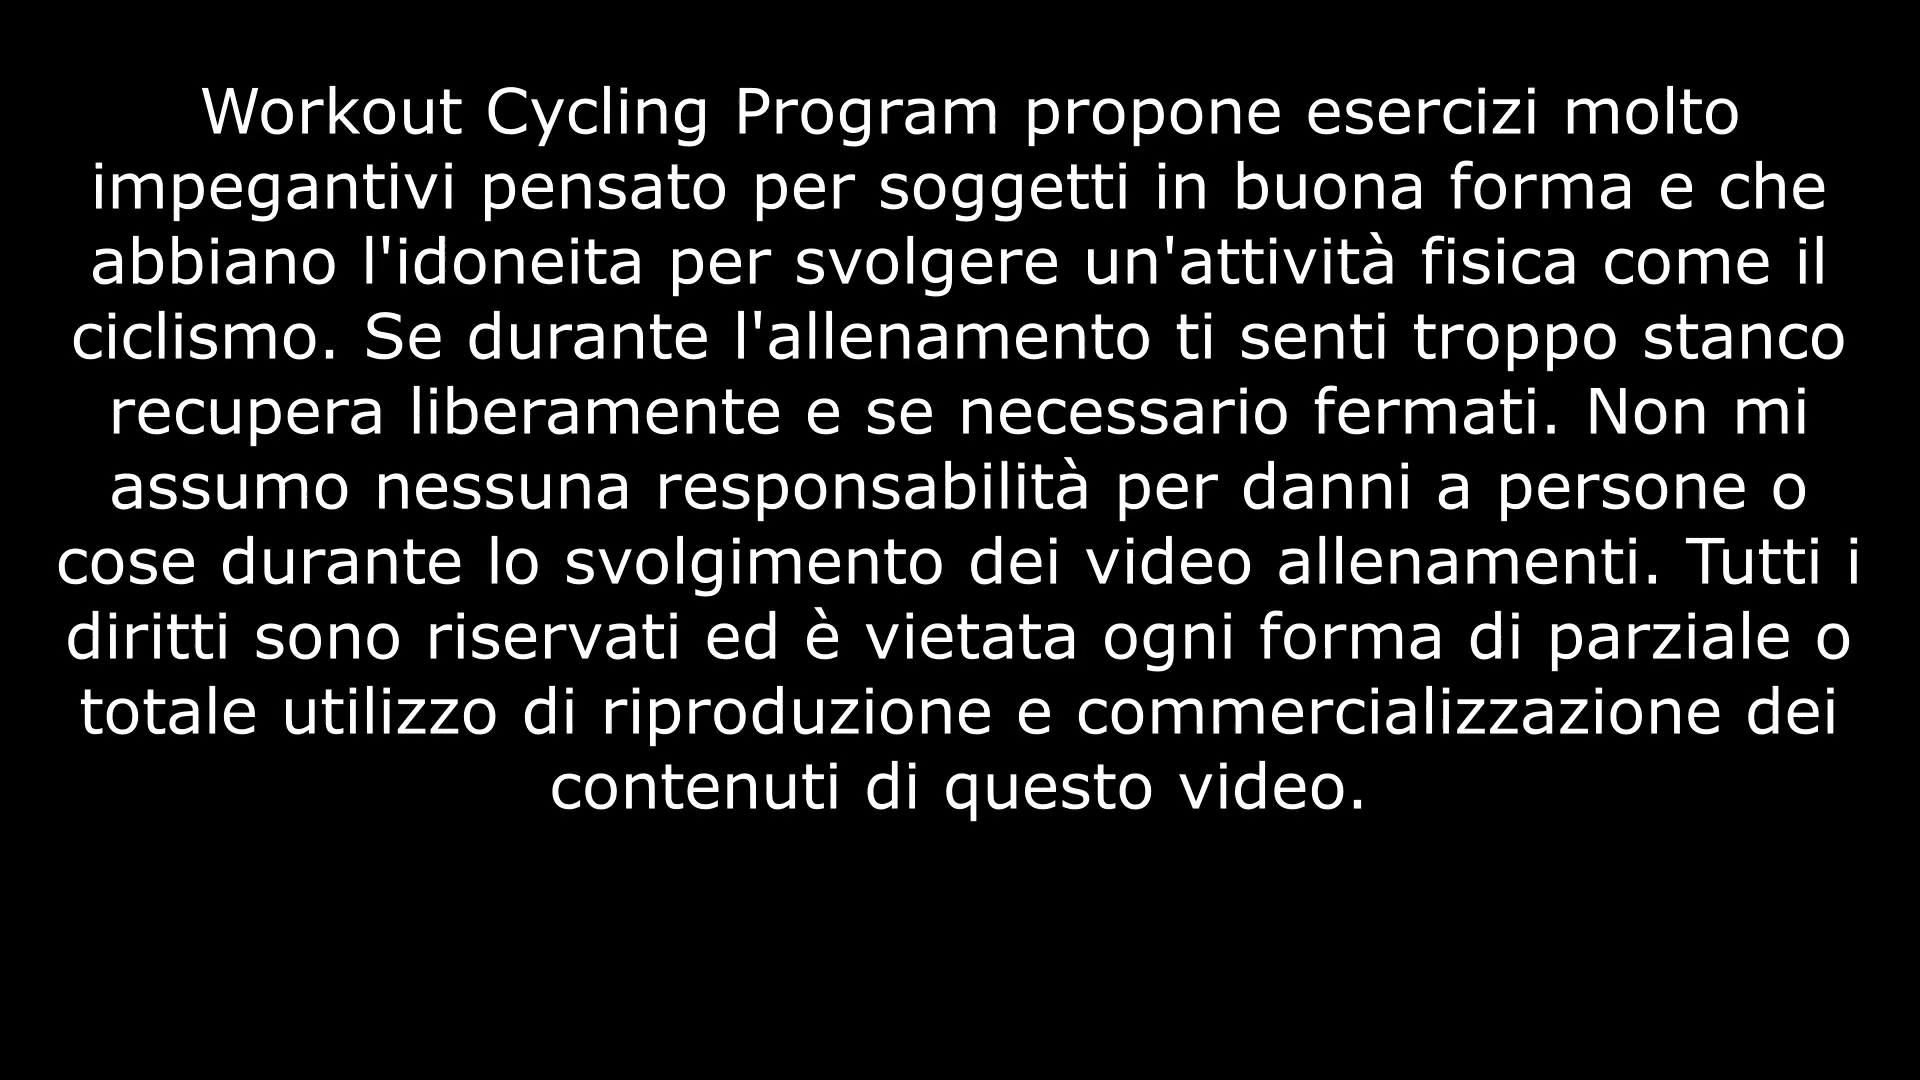 Workout Cycling Program propone esercizi molto
impegantivi pensato per soggetti in buona forma e che
abbiano l'idoneita per svolgere un'attività fisica come il
ciclismo. Se durante l'allenamento ti senti troppo stanco
recupera liberamente e se necessario fermati. Non mi
assumo nessuna responsabilità per danni a persone o
cose durante lo svolgimento dei video allenamenti. Tutti i
diritti sono riservati ed è vietata ogni forma di parziale o
totale utilizzo di riproduzione e commercializzazione dei
contenuti di questo video.